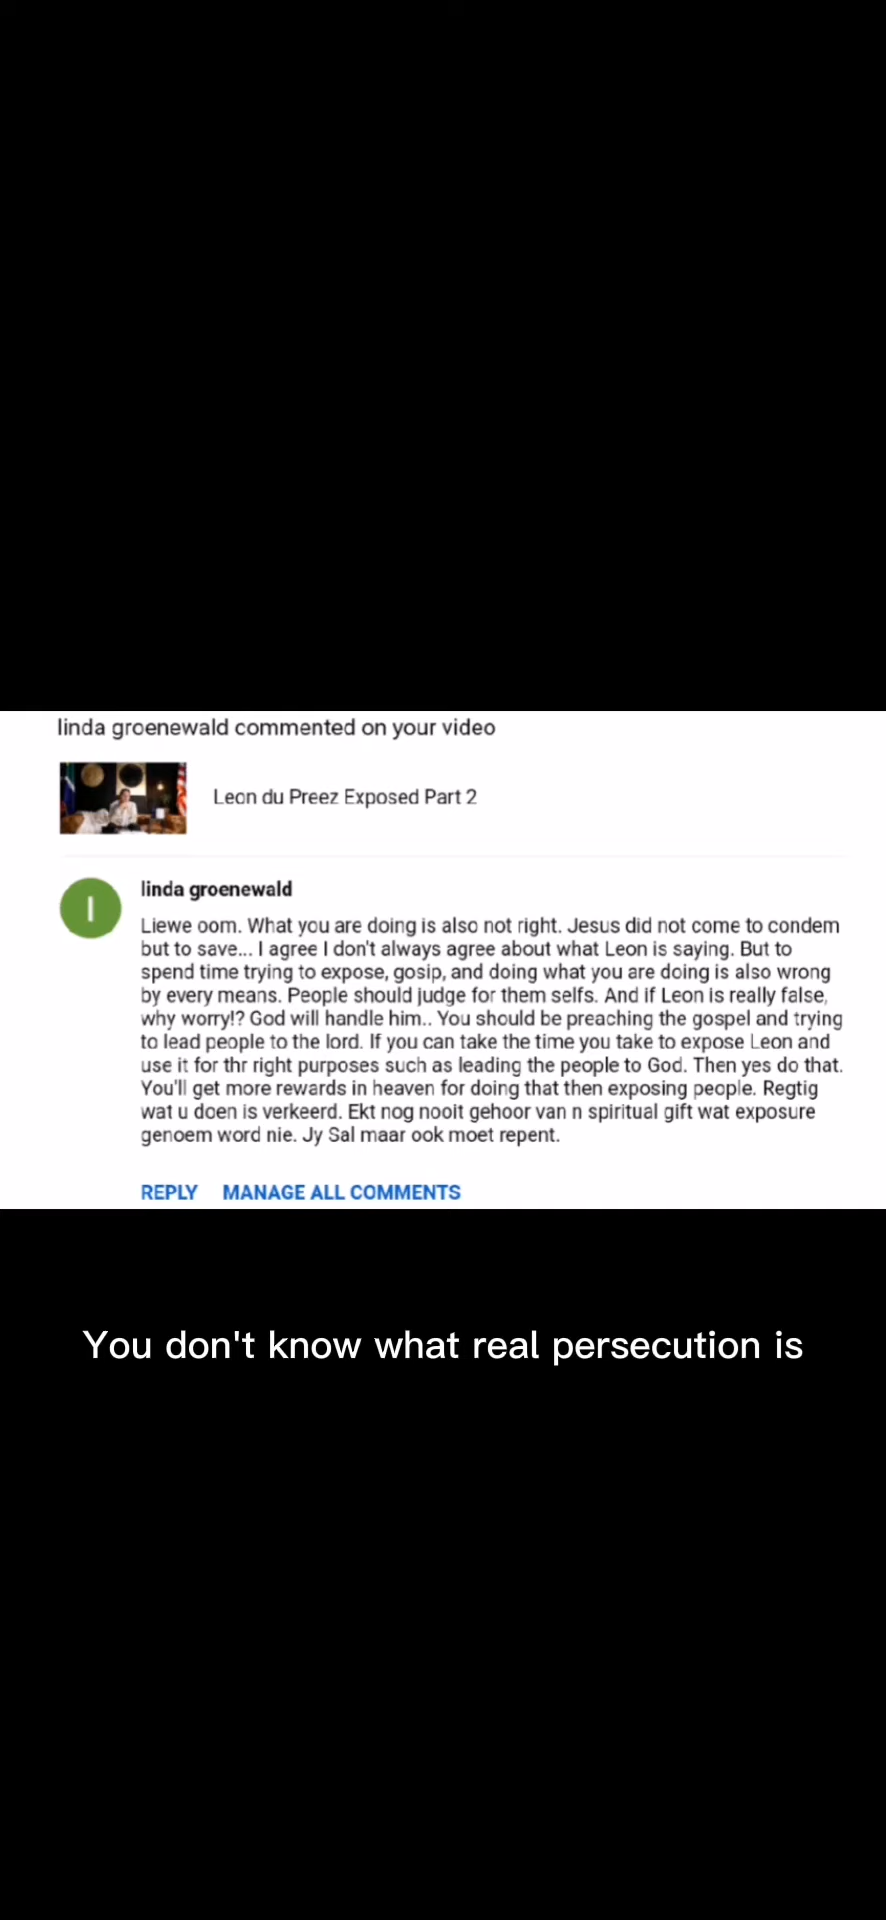 linda groenewald commented on your video
Leon du Preez Exposed Part 2
l
linda groenewald
Liewe oom. What you are doing is also not right. Jesus did not come to condem
but to save... I agree I don't always agree about what Leon is saying. But to
spend time trying to expose, gosip, and doing what you are doing is also wrong
by every means. People should judge for them selfs. And if Leon is really false,
why worry!? God will handle him.. You should be preaching the gospel and trying
to lead people to the lord. If you can take the time you take to expose Leon and
use it for thr right purposes such as leading the people to God. Then yes do that.
You'll get more rewards in heaven for doing that then exposing people. Regtig
wat u doen is verkeerd. Ekt nog nooit gehoor van n spiritual gift wat exposure
genoem word nie. Jy Sal maar ook moet repent.
REPLY MANAGE ALL COMMENTS
You don't know what real persecution is